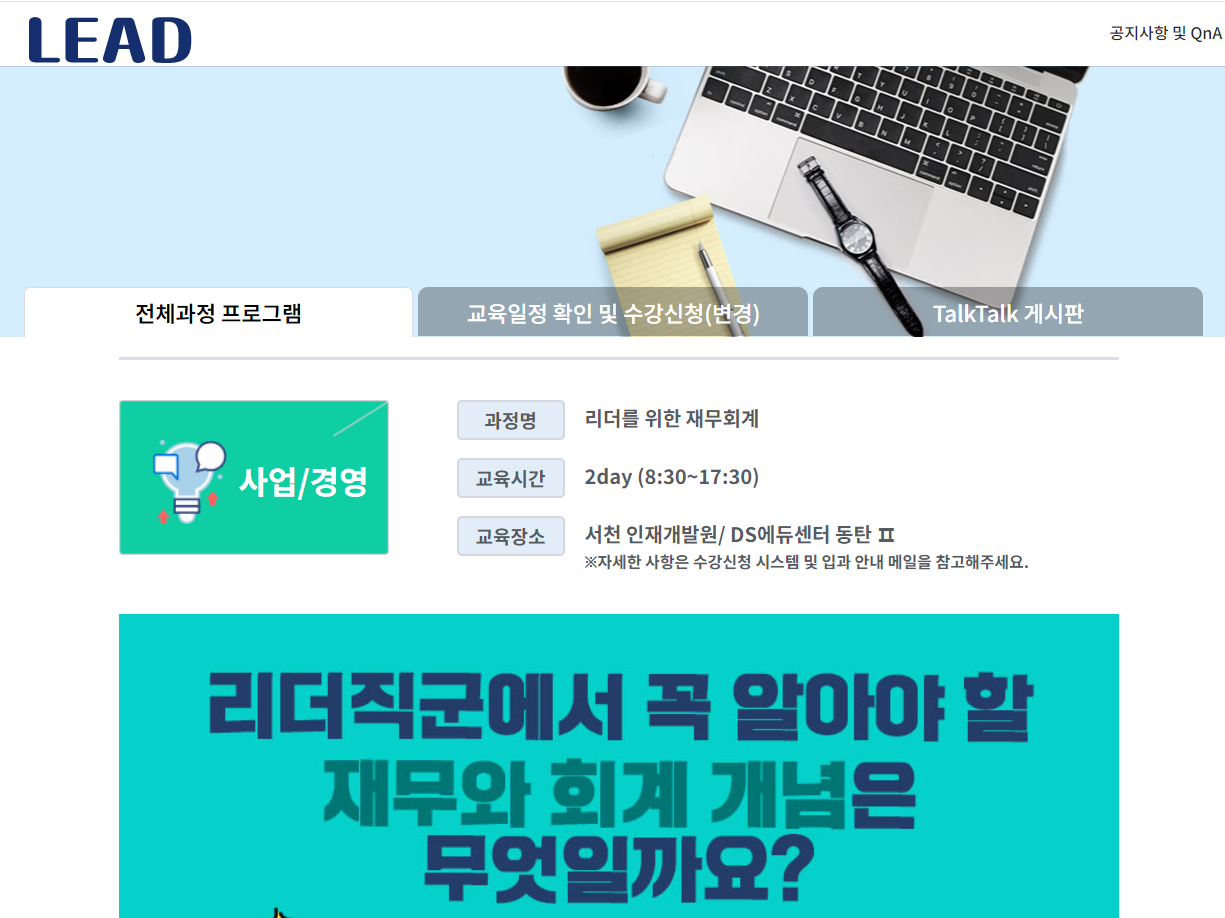 LEAD
공지사항 및 QnA
전체과정 프로그램
교육일정 확인 및 수강신청(변경)
TalkTalk 게시판
사업/경영
과정명
리더를 위한 재무회계
교육시간
2day (8:30~17:30)
교육장소
서천 인재개발원/ DS에듀센터 동탄 Ⅱ
※자세한 사항은 수강신청 시스템 및 입과 안내 메일을 참고해주세요.
리더직군에서 꼭 알아야 할
재무와 회계 개념은
무엇일까요?